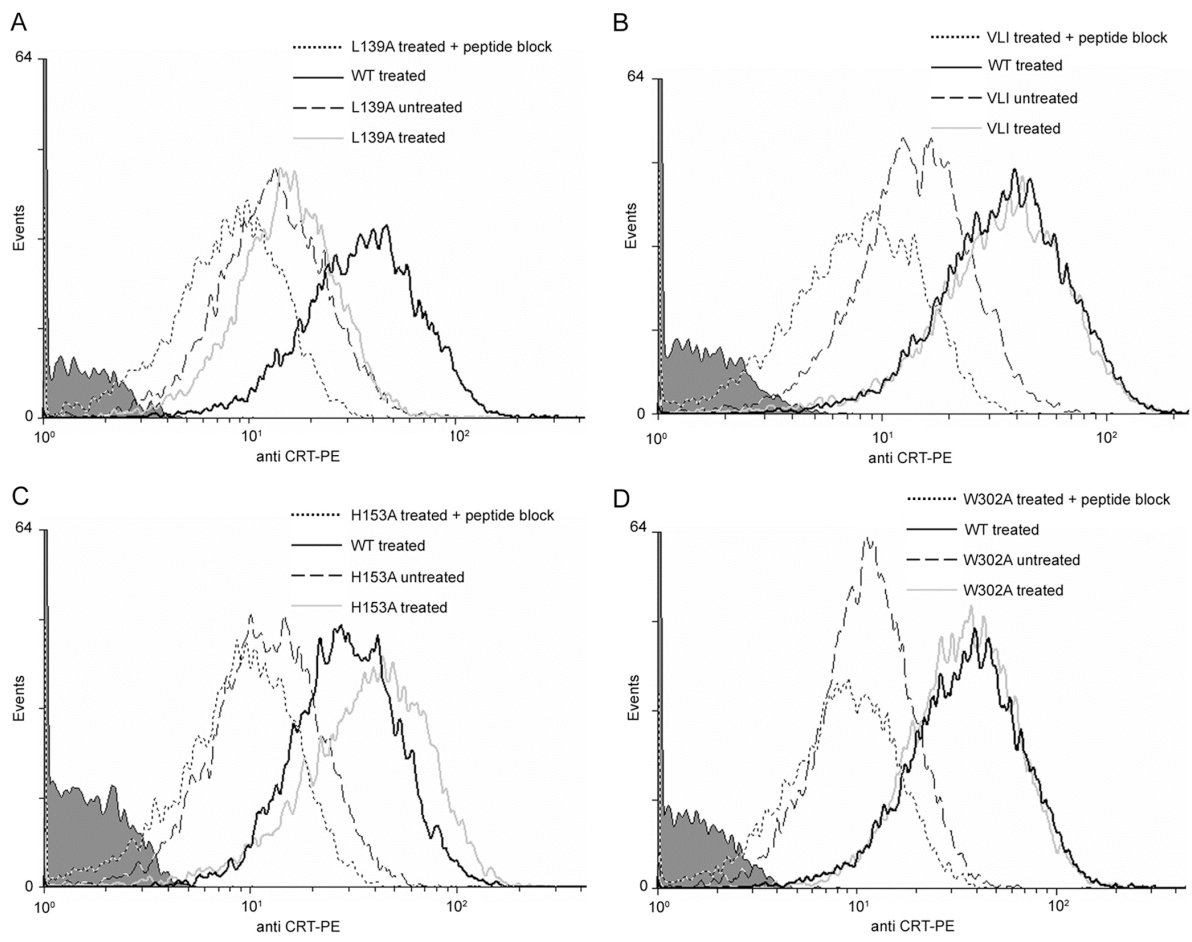 A
L139A treated + peptide block
WT treated
L139A untreated
L139A treated
64
Events
0
10⁰
10¹
10²
anti CRT-PE
B
VLI treated + peptide block
WT treated
VLI untreated
VLI treated
64
Events
0
10⁰
10¹
10²
anti CRT-PE
C
H153A treated + peptide block
WT treated
H153A untreated
H153A treated
64
Events
0
10⁰
10¹
10²
anti CRT-PE
D
W302A treated + peptide block
WT treated
W302A untreated
W302A treated
64
Events
0
10⁰
10¹
10²
anti CRT-PE